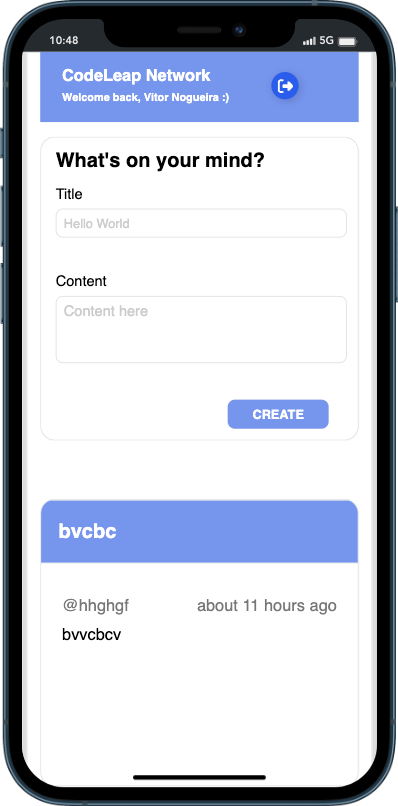 10:48 5G
CodeLeap Network
Welcome back, Vitor Nogueira :)
What's on your mind?
Title
Hello World
Content
Content here
CREATE
bvcbc
@hhghgf about 11 hours ago
bvvcbcv